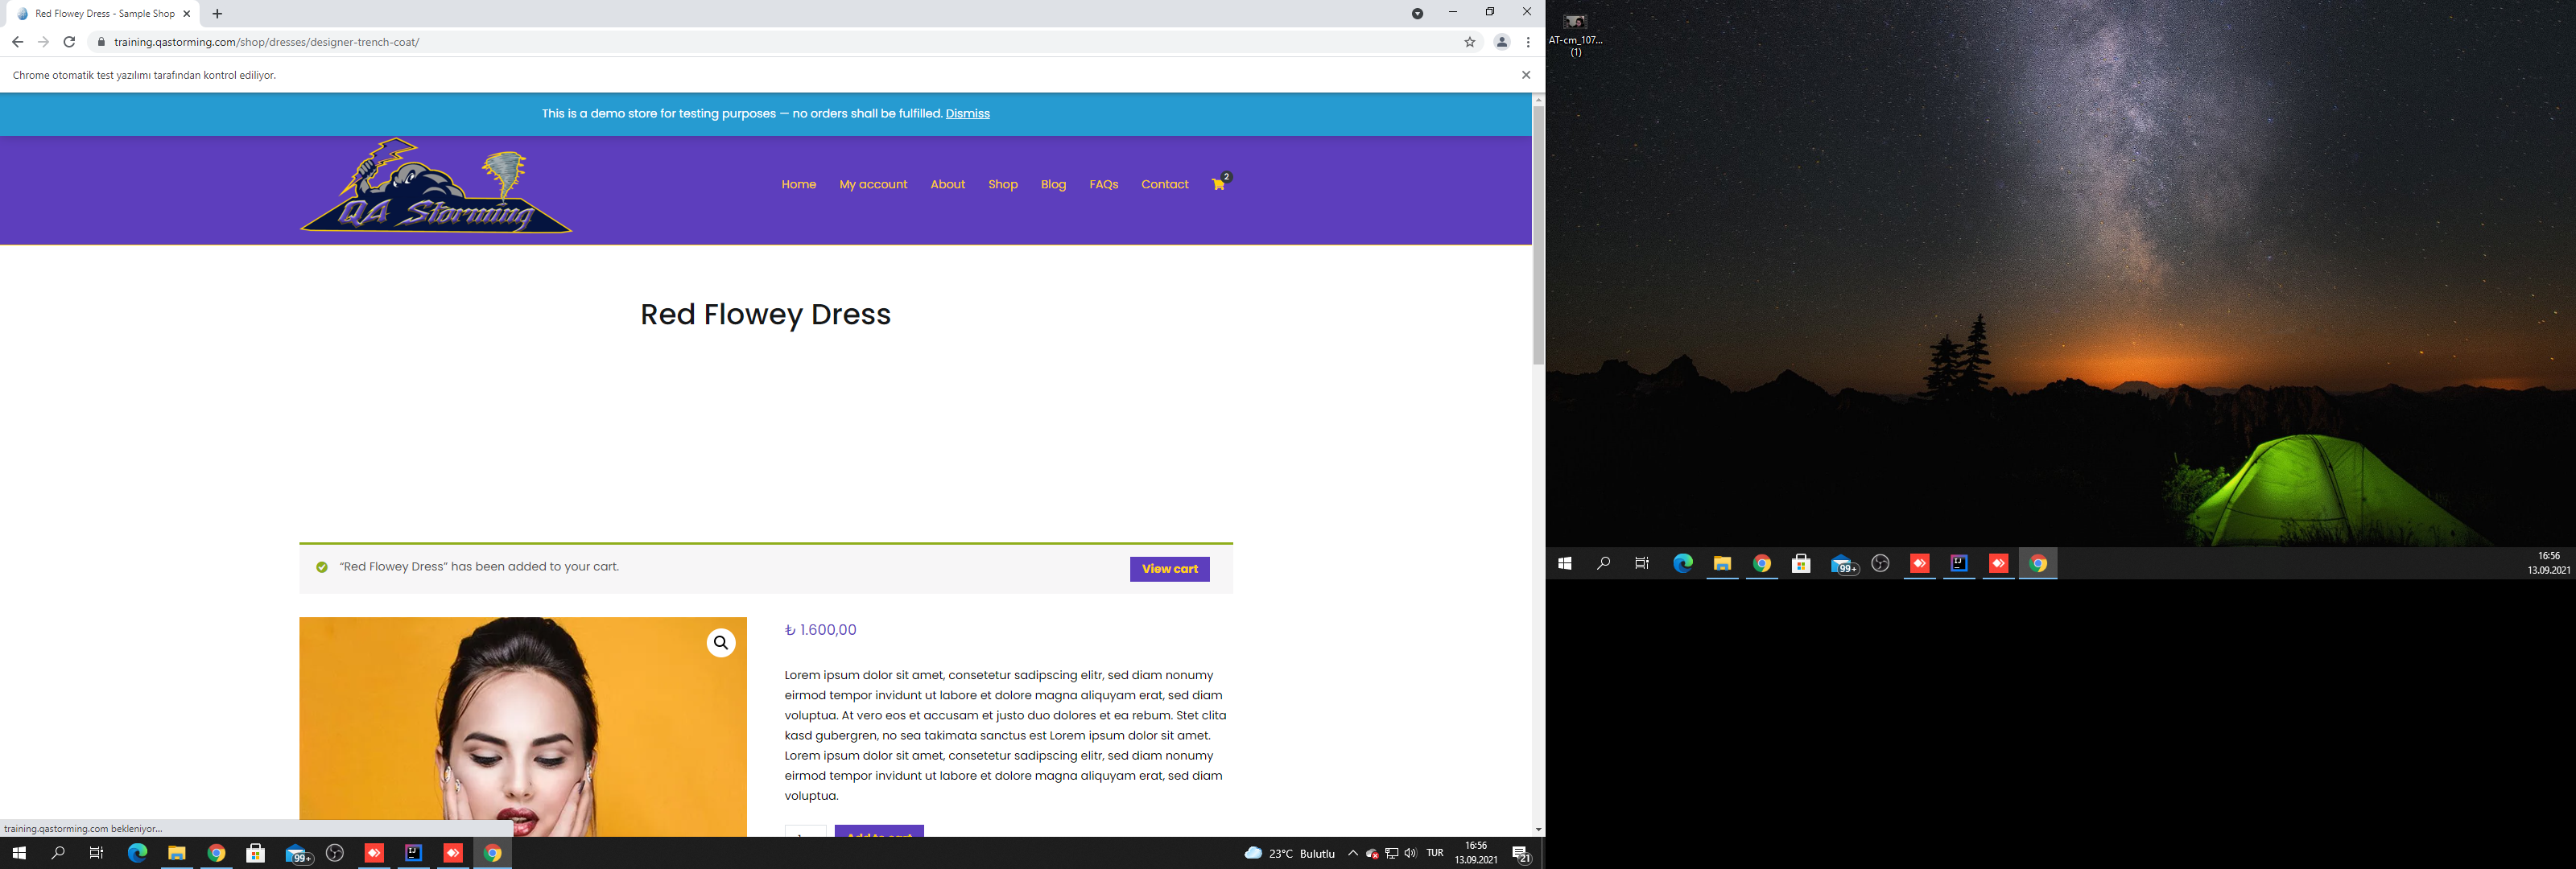 Red Flowey Dress - Sample Shop
training.qastorming.com/shop/dresses/designer-trench-coat/
Chrome otomatik test yazılımı tarafından kontrol ediliyor.
This is a demo store for testing purposes — no orders shall be fulfilled. Dismiss
QA Storming
Home My account About Shop Blog FAQs Contact 2
Red Flowey Dress
“Red Flowey Dress” has been added to your cart.
View cart
₺ 1.600,00
Lorem ipsum dolor sit amet, consetetur sadipscing elitr, sed diam nonumy
eirmod tempor invidunt ut labore et dolore magna aliquyam erat, sed diam
voluptua. At vero eos et accusam et justo duo dolores et ea rebum. Stet clita
kasd gubergren, no sea takimata sanctus est Lorem ipsum dolor sit amet.
Lorem ipsum dolor sit amet, consetetur sadipscing elitr, sed diam nonumy
eirmod tempor invidunt ut labore et dolore magna aliquyam erat, sed diam
voluptua.
Add to cart
training.qastorming.com bekleniyor...
99+
IJ
23°C Bulutlu
TUR
16:56
13.09.2021
21
AT-cm_107...
(1)
99+
IJ
16:56
13.09.2021